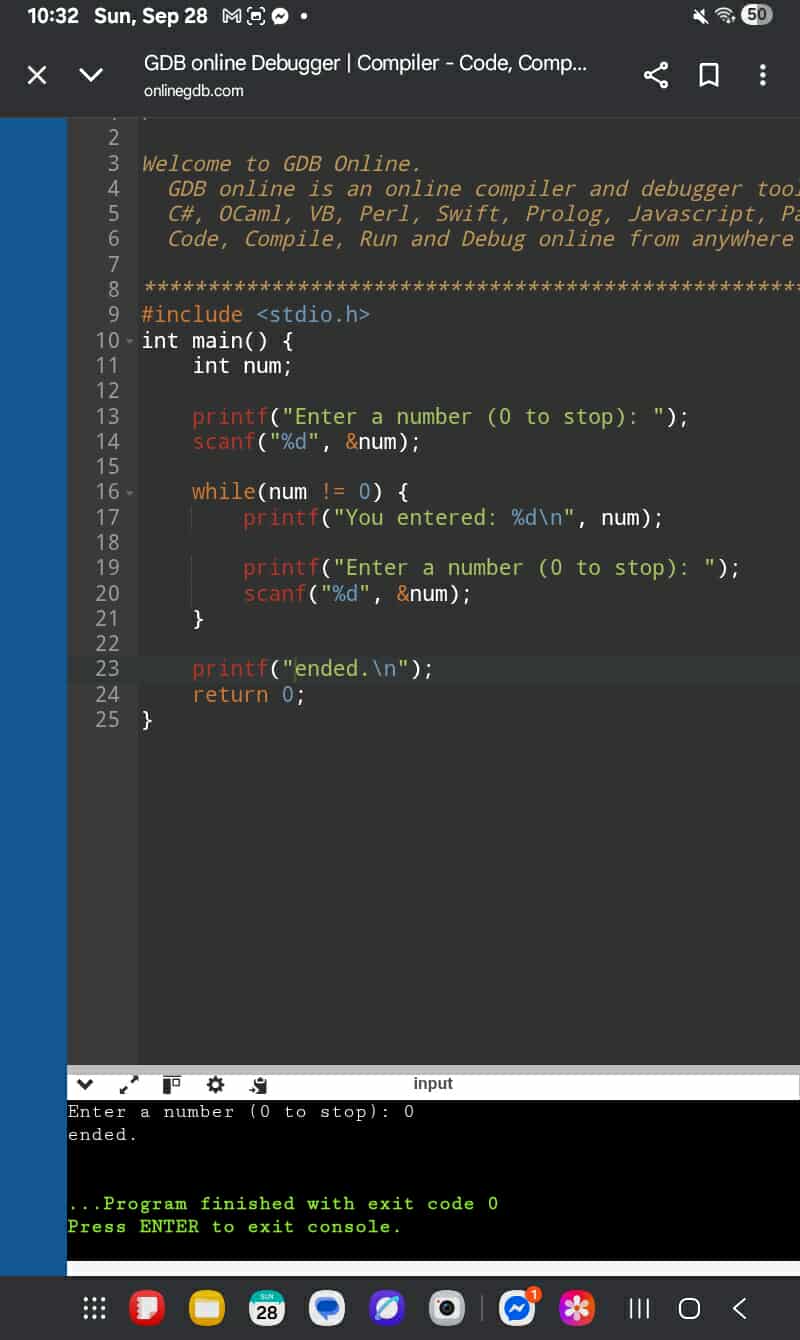 10:32 Sun, Sep 28
50
GDB online Debugger | Compiler - Code, Comp...
onlinegdb.com
2
3 Welcome to GDB Online.
4 GDB online is an online compiler and debugger tool
5 C#, OCaml, VB, Perl, Swift, Prolog, Javascript, Pa
6 Code, Compile, Run and Debug online from anywhere
7
8 ****************************************************
9 #include <stdio.h>
10 int main() {
11 int num;
12
13 printf("Enter a number (0 to stop): ");
14 scanf("%d", &num);
15
16 while(num != 0) {
17 printf("You entered: %d\n", num);
18
19 printf("Enter a number (0 to stop): ");
20 scanf("%d", &num);
21 }
22
23 printf("ended.\n");
24 return 0;
25 }
input
Enter a number (0 to stop): 0
ended.
...Program finished with exit code 0
Press ENTER to exit console.
SUN
28
1